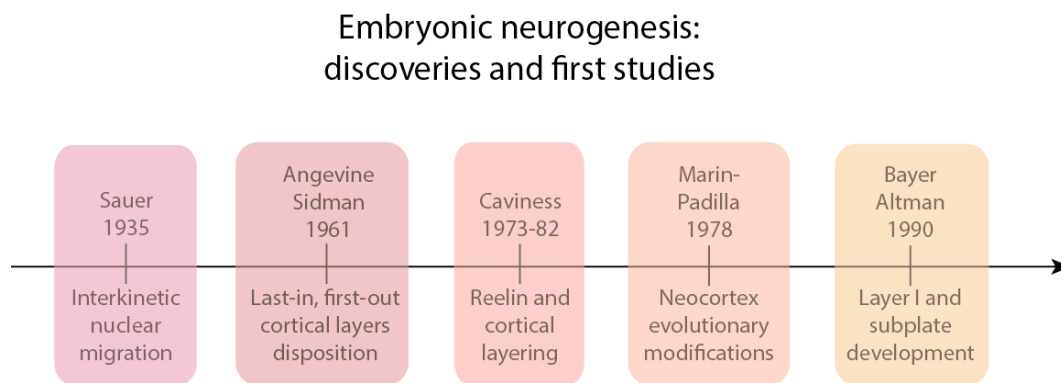 Embryonic neurogenesis:
discoveries and first studies
Sauer
1935
Interkinetic
nuclear
migration
Angevine
Sidman
1961
Last-in, first-out
cortical layers
disposition
Caviness
1973-82
Reelin and
cortical
layering
Marin-
Padilla
1978
Neocortex
evolutionary
modifications
Bayer
Altman
1990
Layer I and
subplate
development